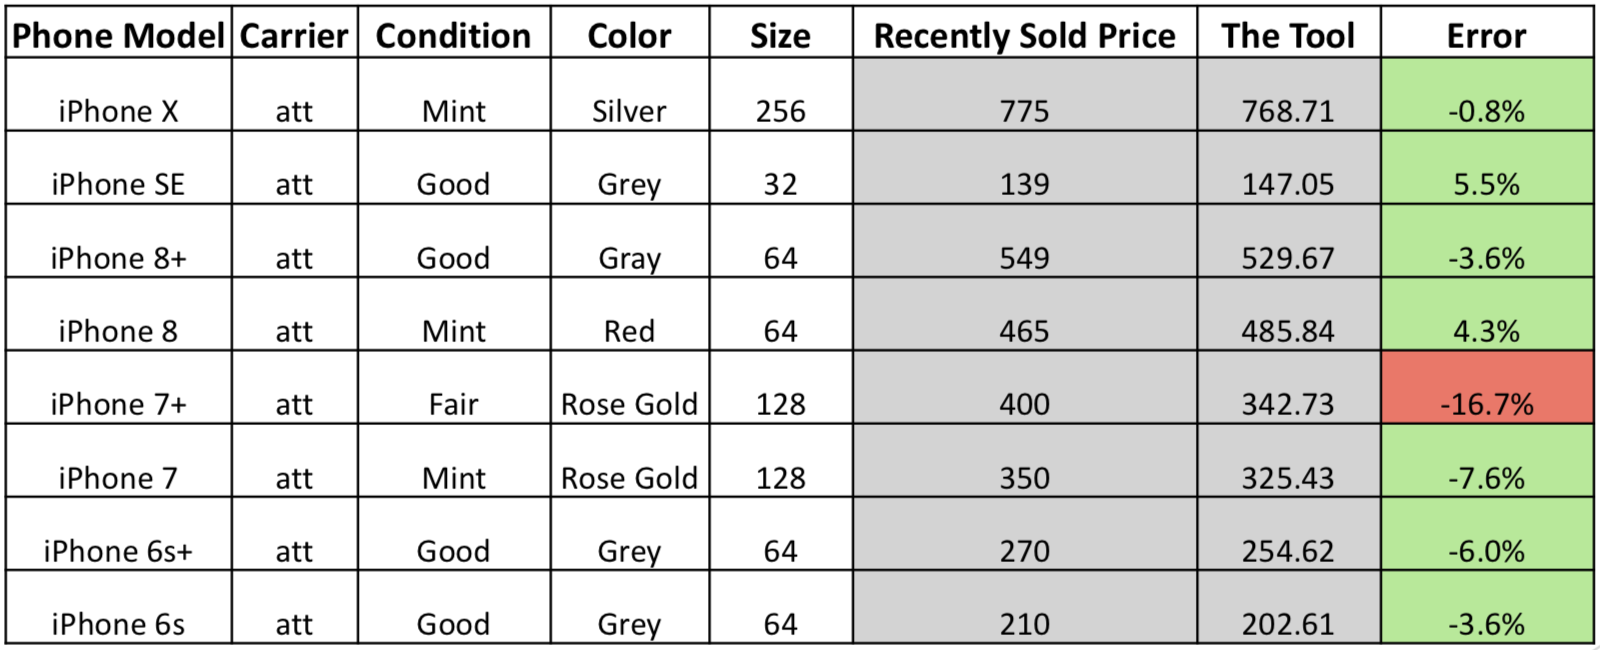 Phone Model Carrier Condition Color Size Recently Sold Price The Tool Error
iPhone X att Mint Silver 256 775 768.71 -0.8%
iPhone SE att Good Grey 32 139 147.05 5.5%
iPhone 8+ att Good Gray 64 549 529.67 -3.6%
iPhone 8 att Mint Red 64 465 485.84 4.3%
iPhone 7+ att Fair Rose Gold 128 400 342.73 -16.7%
iPhone 7 att Mint Rose Gold 128 350 325.43 -7.6%
iPhone 6s+ att Good Grey 64 270 254.62 -6.0%
iPhone 6s att Good Grey 64 210 202.61 -3.6%